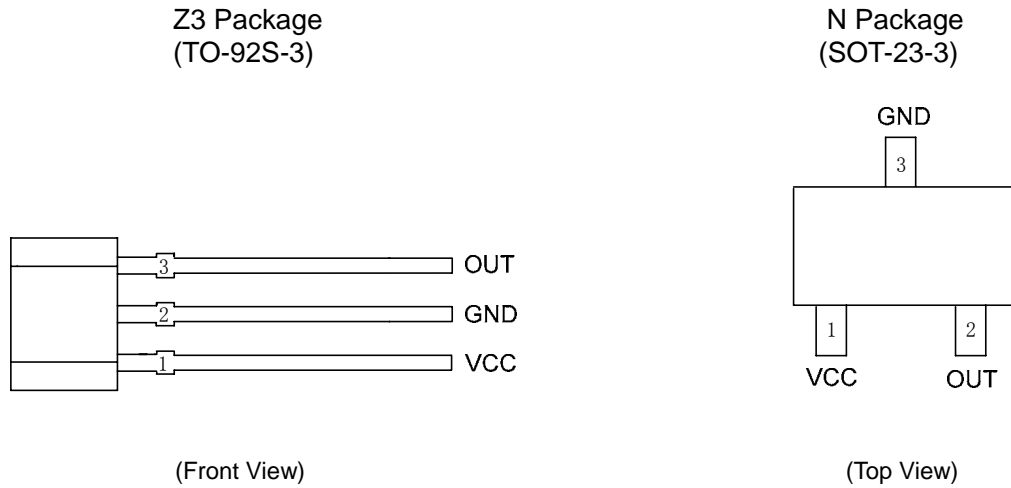 Z3 Package
(TO-92S-3)
3 OUT
2 GND
1 VCC
(Front View)
N Package
(SOT-23-3)
GND
3
1 2
VCC OUT
(Top View)